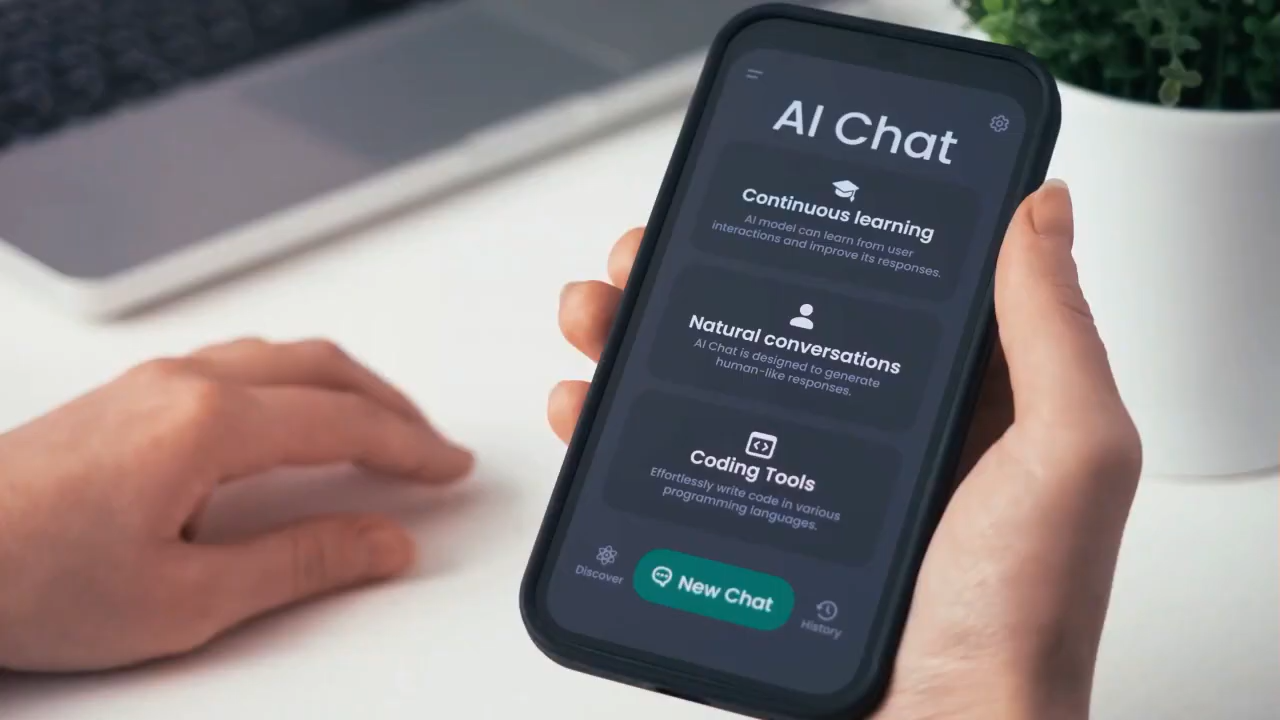 AI Chat
Continuous learning
AI model can learn from user
interactions and improve its responses.
Natural conversations
AI Chat is designed to generate
human-like responses.
Coding Tools
Effortlessly write code in various
programming languages.
Discover
New Chat
History